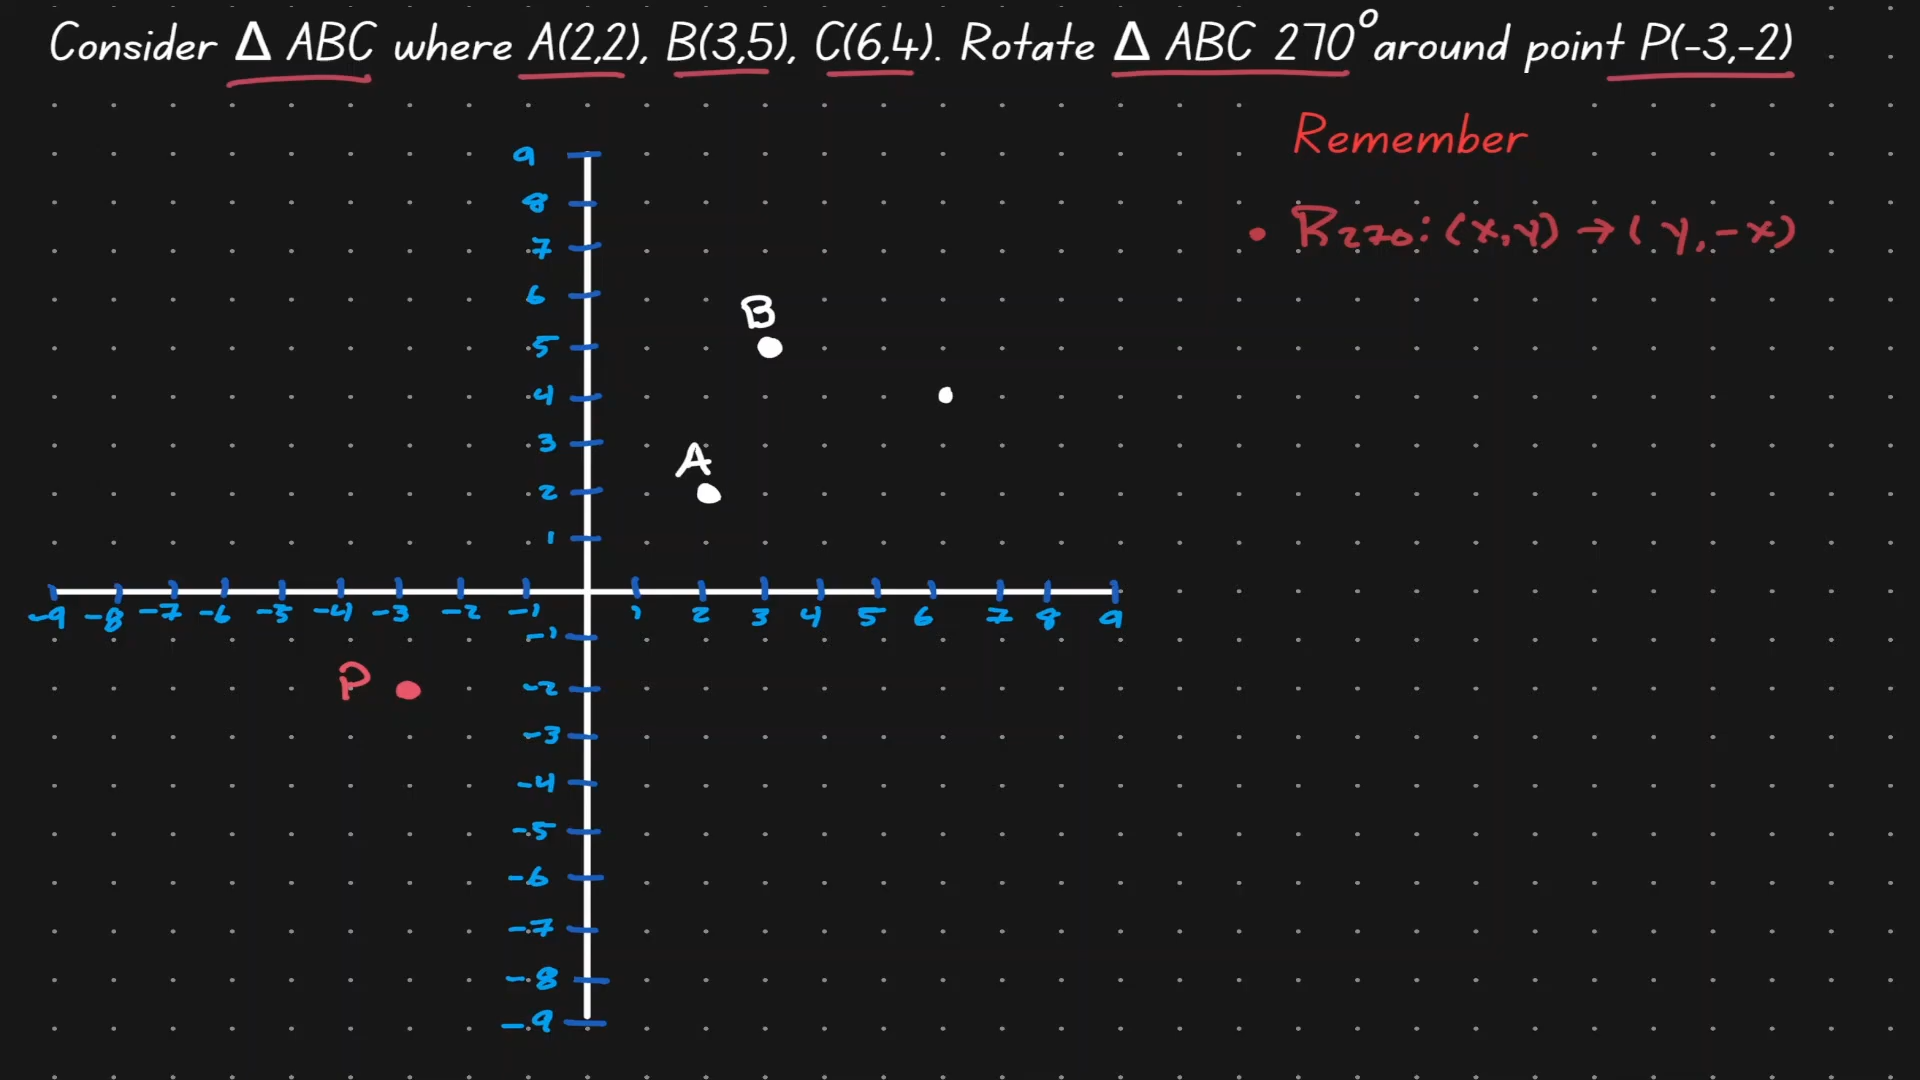 Consider Δ ABC where A(2,2), B(3,5), C(6,4). Rotate Δ ABC 270° around point P(-3,-2)
Remember
• R270: (x,y) → (y,-x)
9
8
7
6
B
5
4
3
A
2
1
-9 -8 -7 -6 -5 -4 -3 -2 -1 1 2 3 4 5 6 7 8 9
-1
P
-2
-3
-4
-5
-6
-7
-8
-9